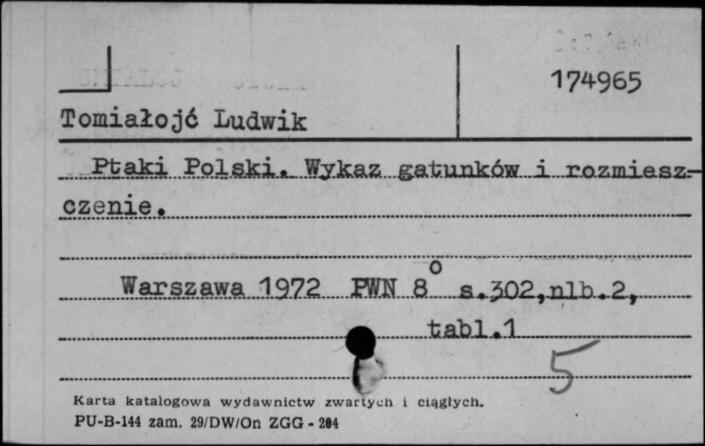 174965
Tomiałojć Ludwik
Ptaki Polski. Wykaz gatunków i rozmiesz-
czenie.
Warszawa 1972 PWN 8° s.302,nlb.2,
tabl.1
5
Karta katalogowa wydawnictw zwartych i ciągłych.
PU-B-144 zam. 29/DW/On ZGG - 204